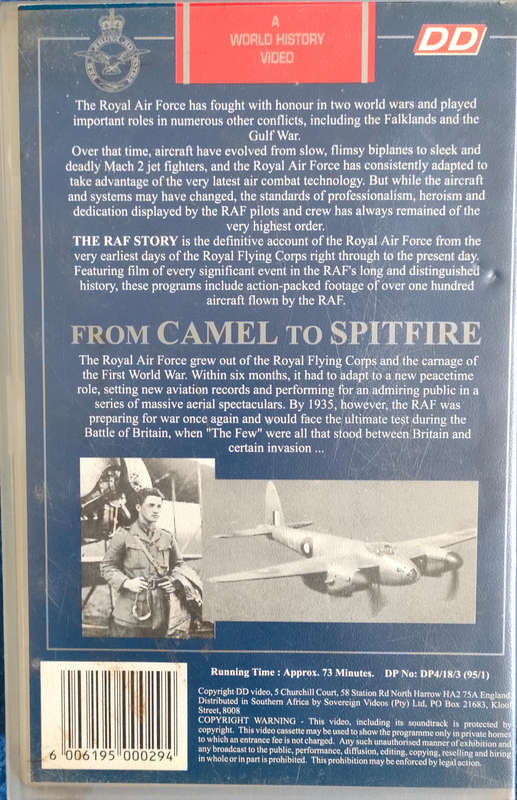 A
WORLD HISTORY
VIDEO
DD
The Royal Air Force has fought with honour in two world wars and played
important roles in numerous other conflicts, including the Falklands and the
Gulf War.
Over that time, aircraft have evolved from slow, flimsy biplanes to sleek and
deadly Mach 2 jet fighters, and the Royal Air Force has consistently adapted to
take advantage of the very latest air combat technology. But while the aircraft
and systems may have changed, the standards of professionalism, heroism and
dedication displayed by the RAF pilots and crew has always remained of the
very highest order.
THE RAF STORY is the definitive account of the Royal Air Force from the
very earliest days of the Royal Flying Corps right through to the present day.
Featuring film of every significant event in the RAF's long and distinguished
history, these programs include action-packed footage of over one hundred
aircraft flown by the RAF.
FROM CAMEL TO SPITFIRE
The Royal Air Force grew out of the Royal Flying Corps and the carnage of
the First World War. Within six months, it had to adapt to a new peacetime
role, setting new aviation records and performing for an admiring public in a
series of massive aerial spectaculars. By 1935, however, the RAF was
preparing for war once again and would face the ultimate test during the
Battle of Britain, when "The Few" were all that stood between Britain and
certain invasion ...
Running Time : Approx. 73 Minutes. DP No: DP4/18/3 (95/1)
Copyright DD video, 5 Churchill Court, 58 Station Rd North Harrow HA2 7SA England
Distributed in Southern Africa by Sovereign Videos (Pty) Ltd, PO Box 21683, Kloof
Street, 8008
COPYRIGHT WARNING - This video, including its soundtrack is protected by
copyright. This video cassette may be used to show the programme only in private homes
to which an entrance fee is not charged. Any such unauthorised manner of exhibition and
any broadcast to the public, performance, diffusion, editing, copying, reselling and hiring
in whole or in part is prohibited. This prohibition may be enforced by legal action.
6 006195 000294